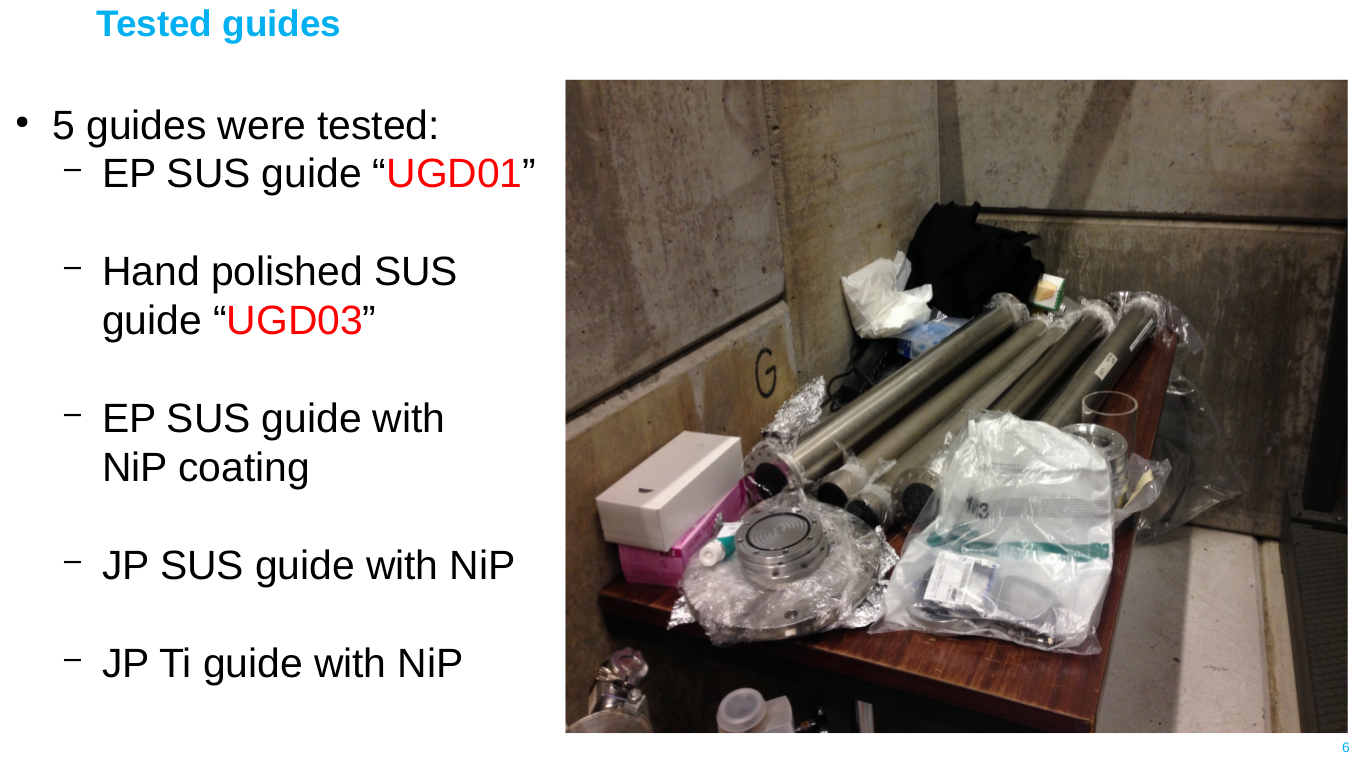 Tested guides
• 5 guides were tested:
– EP SUS guide “UGD01”
– Hand polished SUS
guide “UGD03”
– EP SUS guide with
NiP coating
– JP SUS guide with NiP
– JP Ti guide with NiP
G
6